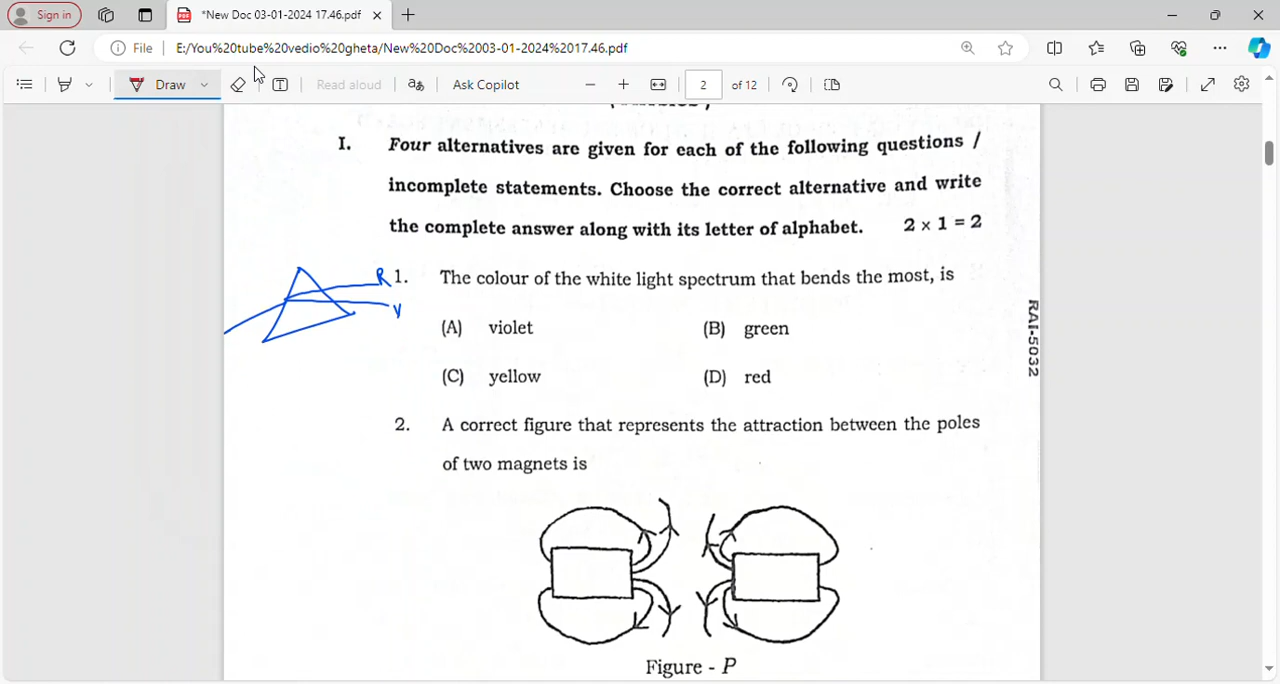 Sign in
*New Doc 03-01-2024 17.46.pdf
File
E:/You%20tube%20vedio%20gheta/New%20Doc%2003-01-2024%2017.46.pdf
Draw
Read aloud
aあ
Ask Copilot
2
of 12
I. Four alternatives are given for each of the following questions /
incomplete statements. Choose the correct alternative and write
the complete answer along with its letter of alphabet. 2 × 1 = 2
R
V
1. The colour of the white light spectrum that bends the most, is
(A) violet
(B) green
(C) yellow
(D) red
RAI-5032
2. A correct figure that represents the attraction between the poles
of two magnets is
Figure - P